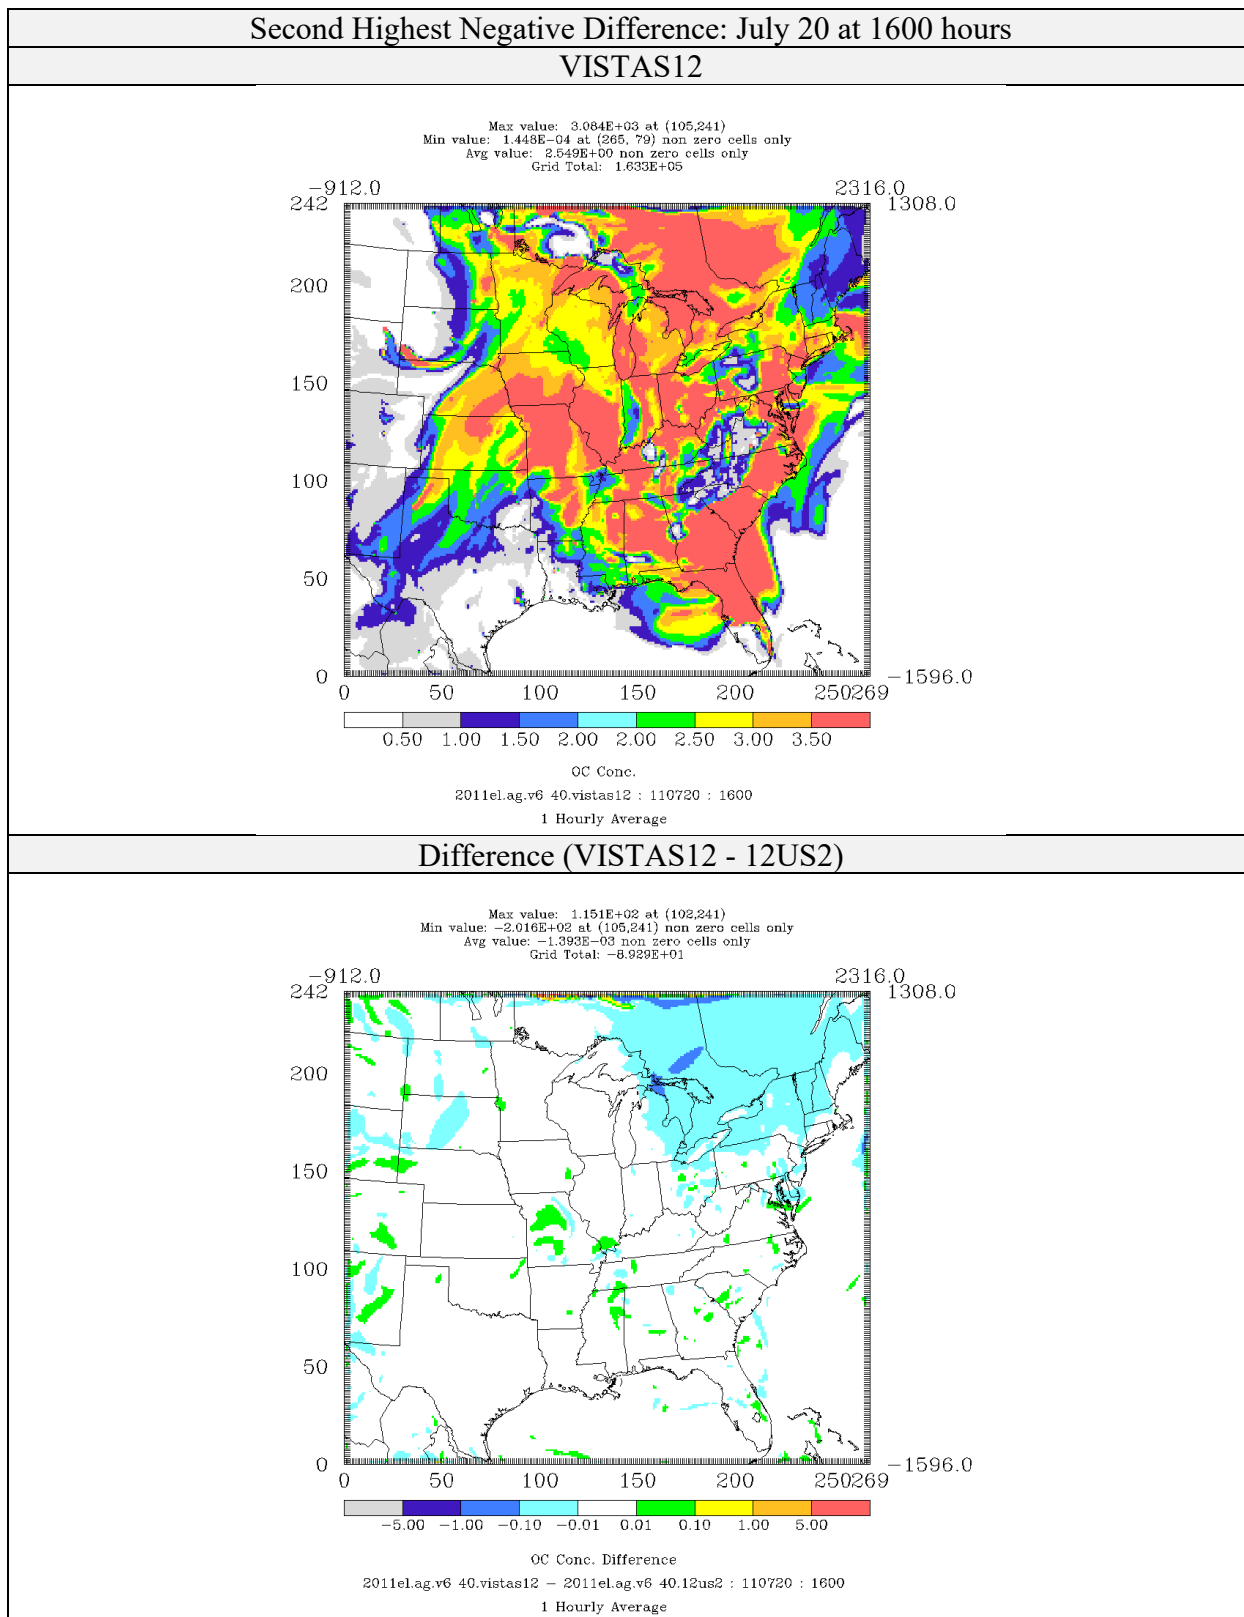 Second Highest Negative Difference: July 20 at 1600 hours
VISTAS12
Max value: 3.084E+03 at (105,241)
Min value: 1.448E-04 at (265, 79) non zero cells only
Avg value: 2.549E+00 non zero cells only
Grid Total: 1.633E+05
-912.0 2316.0
242 1308.0
200
150
100
50
0 -1596.0
0 50 100 150 200 250269
0.50 1.00 1.50 2.00 2.00 2.50 3.00 3.50
OC Conc.
2011el.ag.v6 40.vistas12 : 110720 : 1600
1 Hourly Average
Difference (VISTAS12 - 12US2)
Max value: 1.151E+02 at (102,241)
Min value: -2.016E+02 at (105,241) non zero cells only
Avg value: -1.393E-03 non zero cells only
Grid Total: -8.929E+01
-912.0 2316.0
242 1308.0
200
150
100
50
0 -1596.0
0 50 100 150 200 250269
-5.00 -1.00 -0.10 -0.01 0.01 0.10 1.00 5.00
OC Conc. Difference
2011el.ag.v6 40.vistas12 - 2011el.ag.v6 40.12us2 : 110720 : 1600
1 Hourly Average